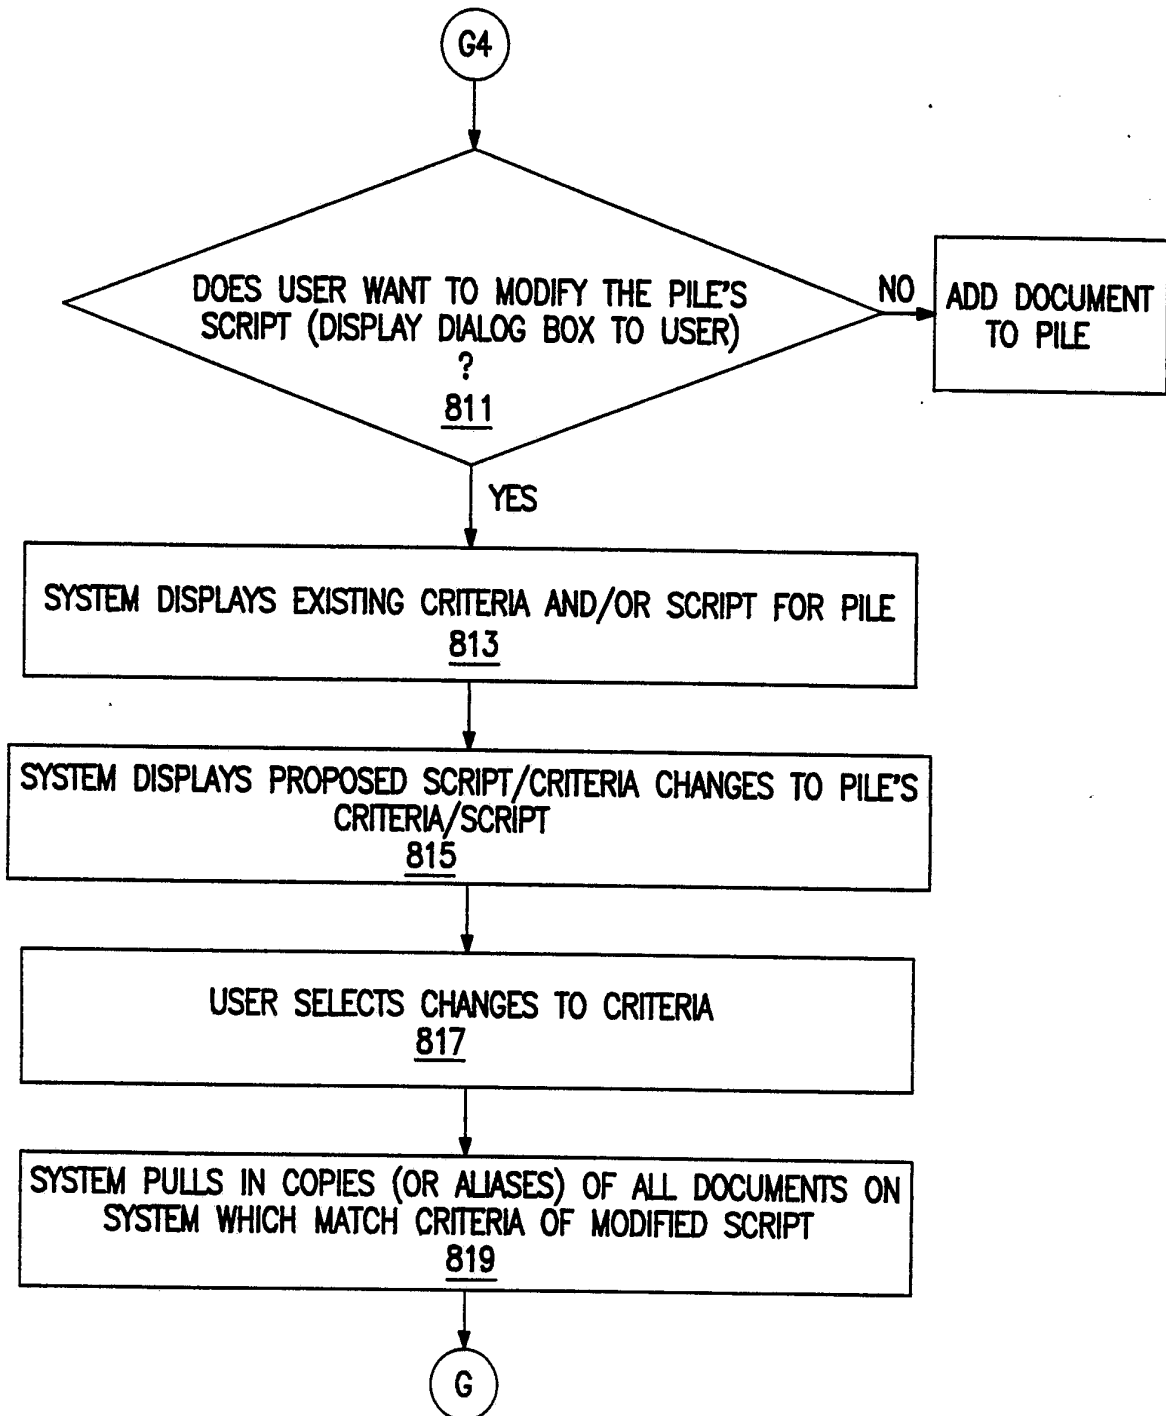 G4
DOES USER WANT TO MODIFY THE PILE'S
SCRIPT (DISPLAY DIALOG BOX TO USER)
?
811
NO
ADD DOCUMENT
TO PILE
YES
SYSTEM DISPLAYS EXISTING CRITERIA AND/OR SCRIPT FOR PILE
813
SYSTEM DISPLAYS PROPOSED SCRIPT/CRITERIA CHANGES TO PILE'S
CRITERIA/SCRIPT
815
USER SELECTS CHANGES TO CRITERIA
817
SYSTEM PULLS IN COPIES (OR ALIASES) OF ALL DOCUMENTS ON
SYSTEM WHICH MATCH CRITERIA OF MODIFIED SCRIPT
819
G